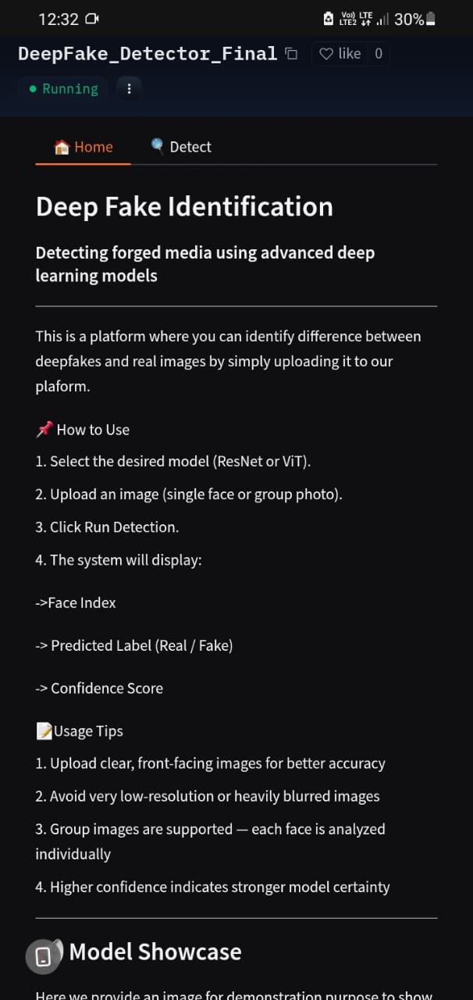 12:32
Vo)) LTE
LTE2
30%
DeepFake_Detector_Final
like 0
Running
Home
Detect
Deep Fake Identification
Detecting forged media using advanced deep
learning models
This is a platform where you can identify difference between
deepfakes and real images by simply uploading it to our
plaform.
How to Use
1. Select the desired model (ResNet or ViT).
2. Upload an image (single face or group photo).
3. Click Run Detection.
4. The system will display:
->Face Index
-> Predicted Label (Real / Fake)
-> Confidence Score
Usage Tips
1. Upload clear, front-facing images for better accuracy
2. Avoid very low-resolution or heavily blurred images
3. Group images are supported — each face is analyzed
individually
4. Higher confidence indicates stronger model certainty
Model Showcase
Here we provide an image for demonstration purpose to show